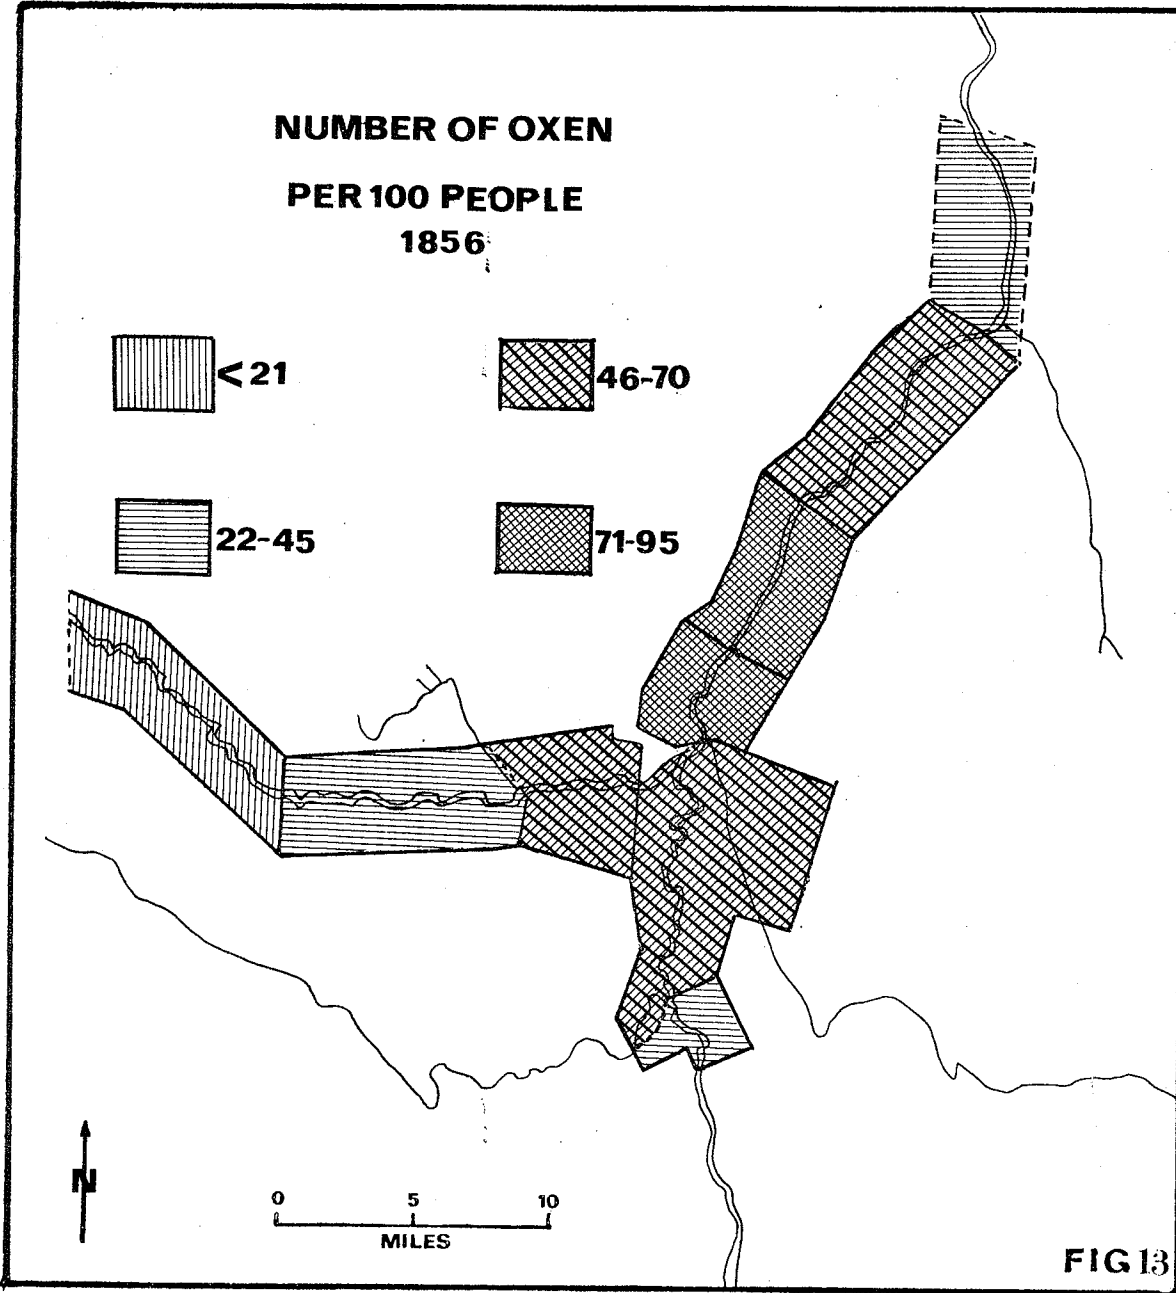 NUMBER OF OXEN
PER 100 PEOPLE
1856
<21
46-70
22-45
71-95
N
0 5 10
MILES
FIG 13